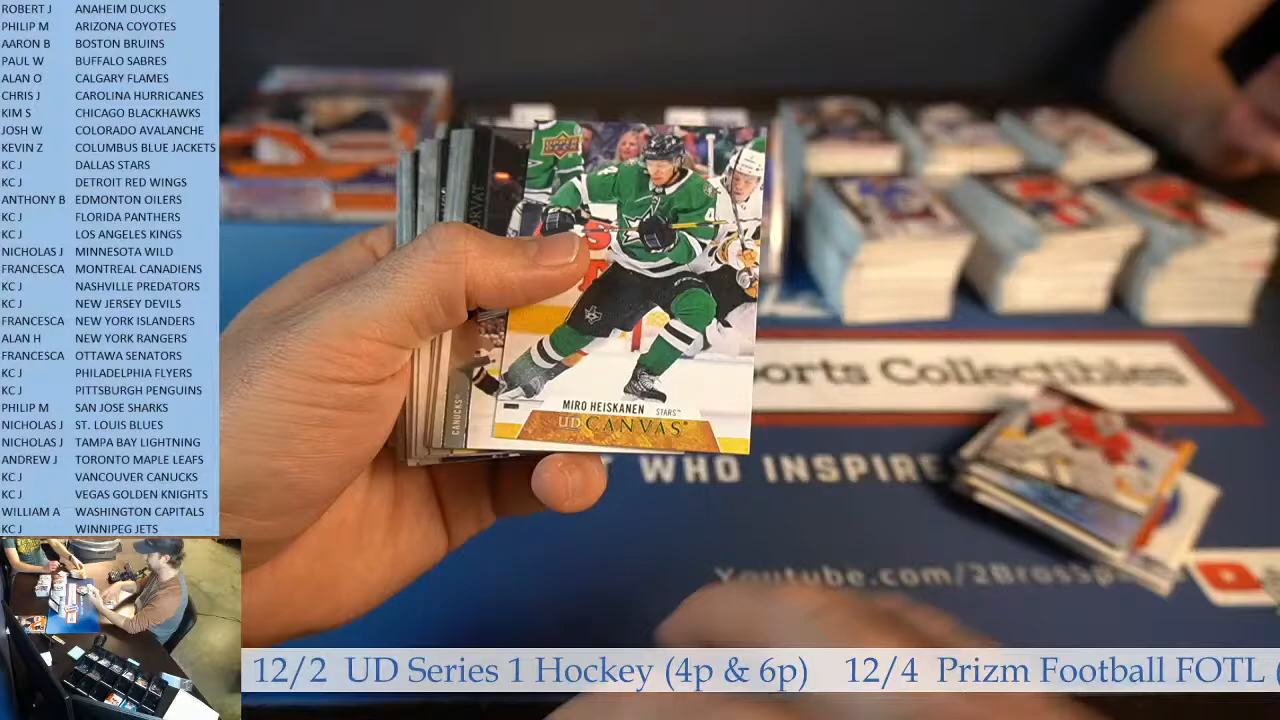 ROBERT J ANAHEIM DUCKS
PHILIP M ARIZONA COYOTES
AARON B BOSTON BRUINS
PAUL W BUFFALO SABRES
ALAN O CALGARY FLAMES
CHRIS J CAROLINA HURRICANES
KIM S CHICAGO BLACKHAWKS
JOSH W COLORADO AVALANCHE
KEVIN Z COLUMBUS BLUE JACKETS
KC J DALLAS STARS
KC J DETROIT RED WINGS
ANTHONY B EDMONTON OILERS
KC J FLORIDA PANTHERS
KC J LOS ANGELES KINGS
NICHOLAS J MINNESOTA WILD
FRANCESCA MONTREAL CANADIENS
KC J NASHVILLE PREDATORS
KC J NEW JERSEY DEVILS
FRANCESCA NEW YORK ISLANDERS
ALAN H NEW YORK RANGERS
FRANCESCA OTTAWA SENATORS
KC J PHILADELPHIA FLYERS
KC J PITTSBURGH PENGUINS
PHILIP M SAN JOSE SHARKS
NICHOLAS J ST. LOUIS BLUES
NICHOLAS J TAMPA BAY LIGHTNING
ANDREW J TORONTO MAPLE LEAFS
KC J VANCOUVER CANUCKS
KC J VEGAS GOLDEN KNIGHTS
WILLIAM A WASHINGTON CAPITALS
KC J WINNIPEG JETS
UPPER DECK
MIRO HEISKANEN STARS™
UD CANVAS
CANUCKS
ports Collectibles
WHO INSPIRE
Youtube.com/2BrosSp
12/2 UD Series 1 Hockey (4p & 6p) 12/4 Prizm Football FOTL (